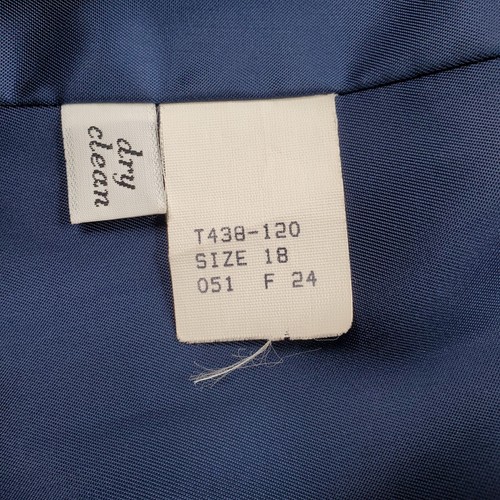 dry
clean
T438-120
SIZE 18
051 F 24